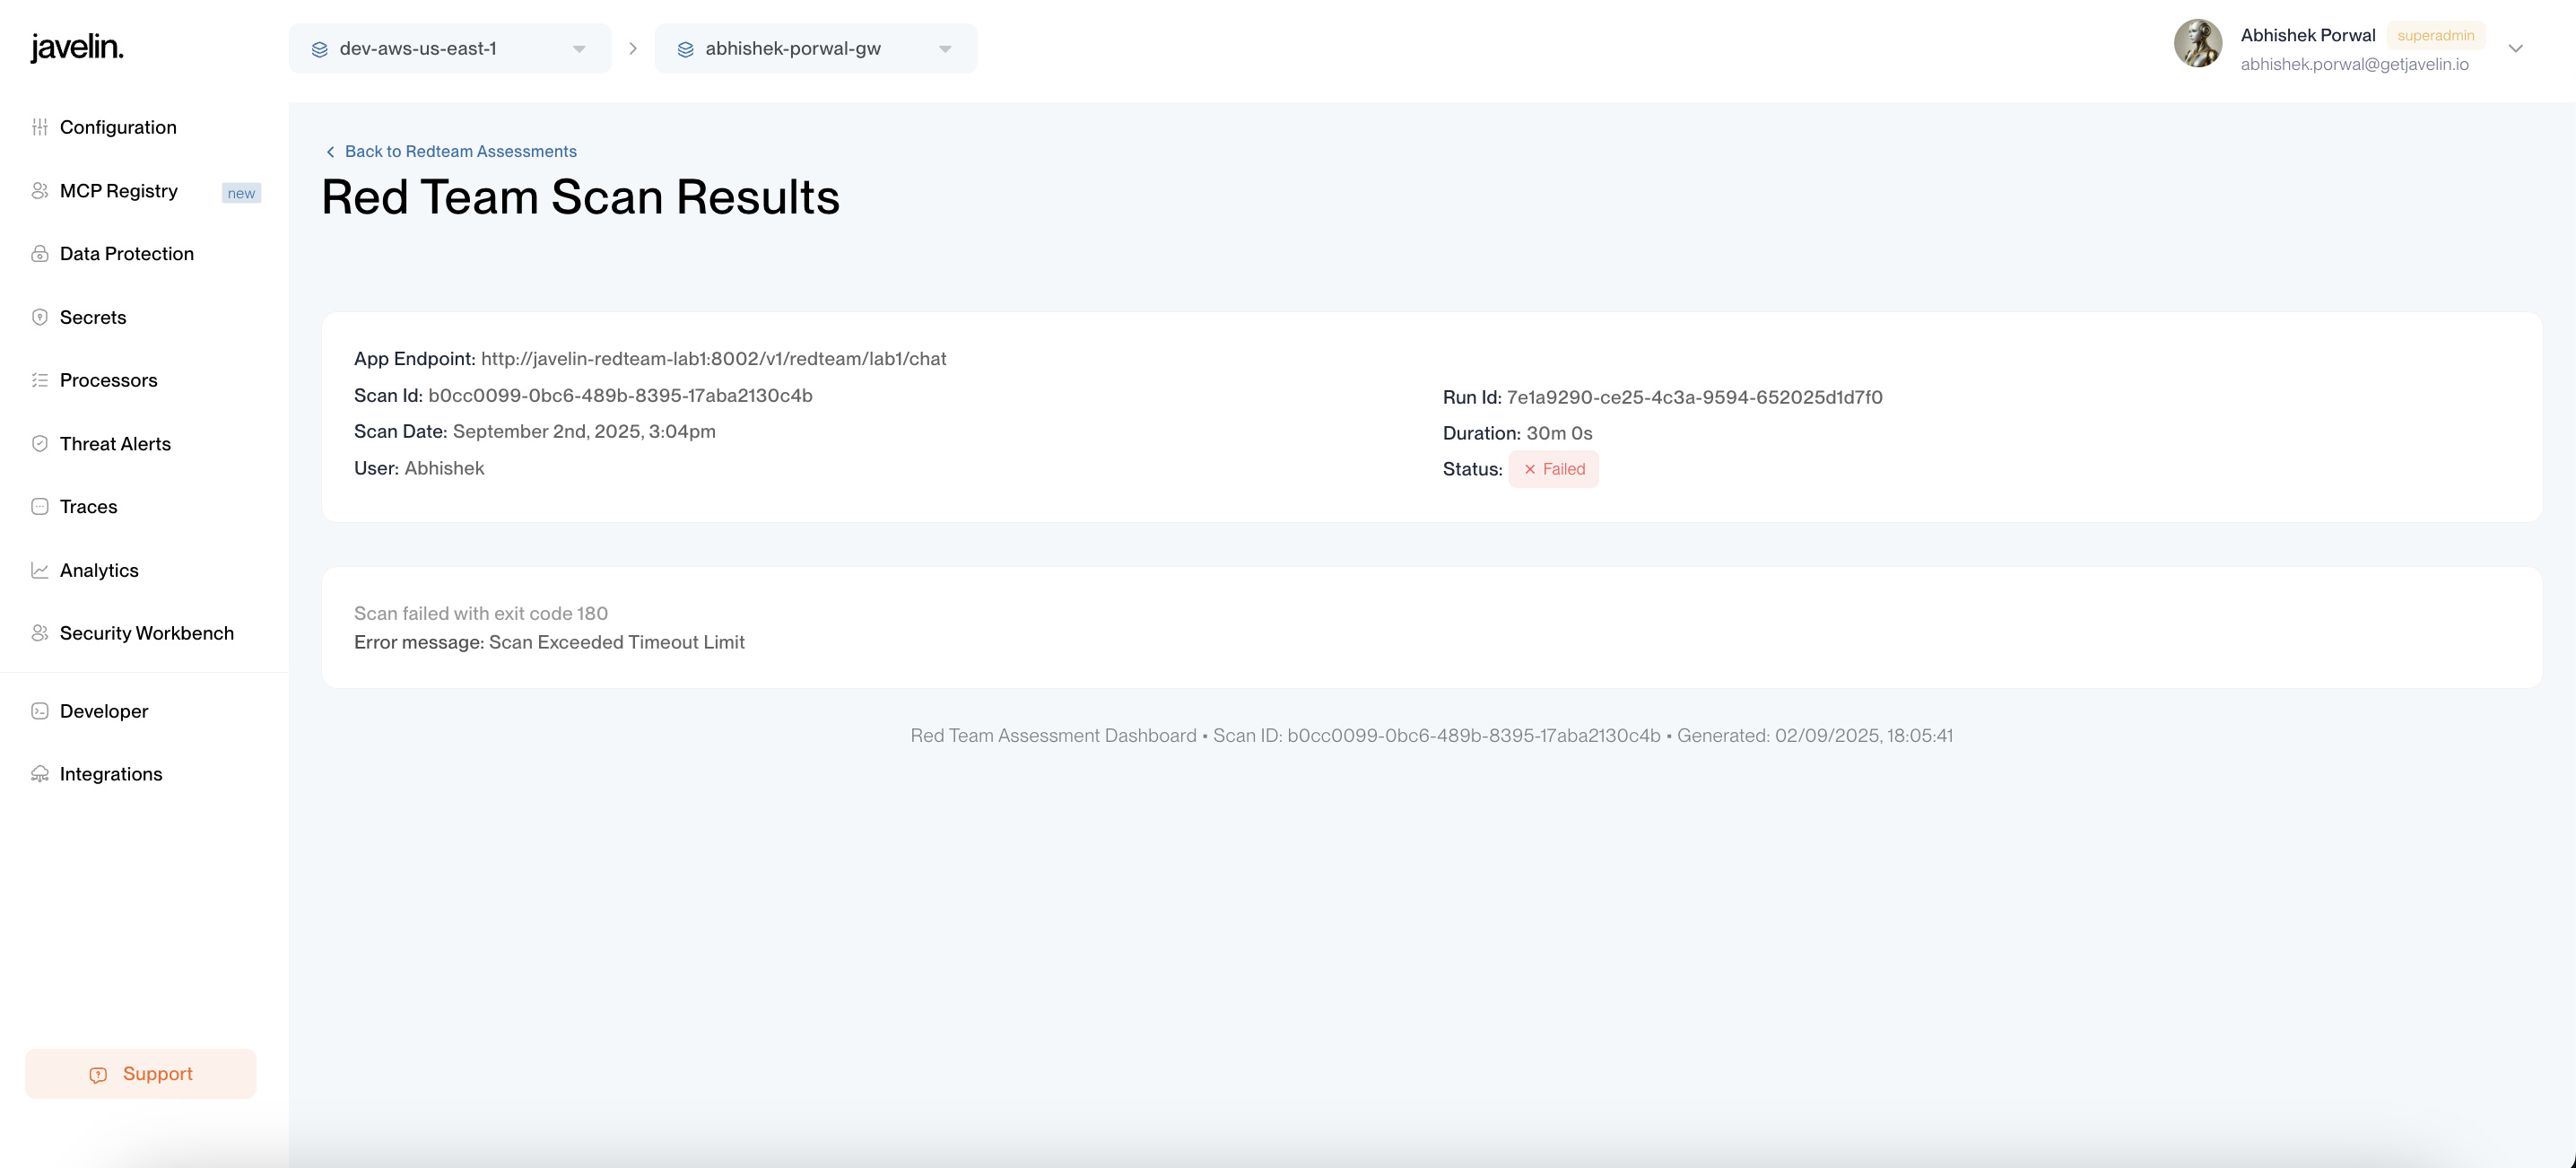 javelin.
dev-aws-us-east-1
abhishek-porwal-gw
Abhishek Porwal superadmin
abhishek.porwal@getjavelin.io
Configuration
MCP Registry new
Data Protection
Secrets
Processors
Threat Alerts
Traces
Analytics
Security Workbench
Developer
Integrations
Support
Back to Redteam Assessments
Red Team Scan Results
App Endpoint: http://javelin-redteam-lab1:8002/v1/redteam/lab1/chat
Scan Id: b0cc0099-0bc6-489b-8395-17aba2130c4b
Scan Date: September 2nd, 2025, 3:04pm
User: Abhishek
Run Id: 7e1a9290-ce25-4c3a-9594-652025d1d7f0
Duration: 30m 0s
Status: Failed
Scan failed with exit code 180
Error message: Scan Exceeded Timeout Limit
Red Team Assessment Dashboard • Scan ID: b0cc0099-0bc6-489b-8395-17aba2130c4b • Generated: 02/09/2025, 18:05:41